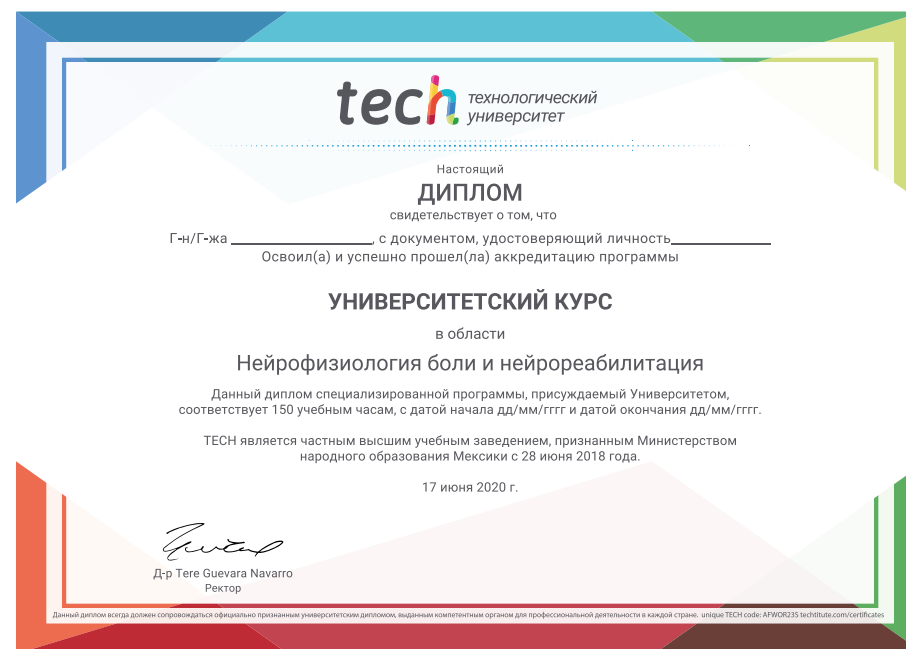 tech технологический
университет
Настоящий
ДИПЛОМ
свидетельствует о том, что
Г-н/Г-жа ____________________, с документом, удостоверяющий личность______________
Освоил(а) и успешно прошел(ла) аккредитацию программы
УНИВЕРСИТЕТСКИЙ КУРС
в области
Нейрофизиология боли и нейрореабилитация
Данный диплом специализированной программы, присуждаемый Университетом,
соответствует 150 учебным часам, с датой начала дд/мм/гггг и датой окончания дд/мм/гггг.
TECH является частным высшим учебным заведением, признанным Министерством
народного образования Мексики с 28 июня 2018 года.
17 июня 2020 г.
Д-р Tere Guevara Navarro
Ректор
Данный диплом всегда должен сопровождаться официально признанным университетским дипломом, выданным компетентным органом для профессиональной деятельности в каждой стране. unique TECH code: AFWOR23S techtitute.com/certificates